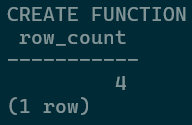 CREATE FUNCTION
 row_count
-----------
         4
(1 row)